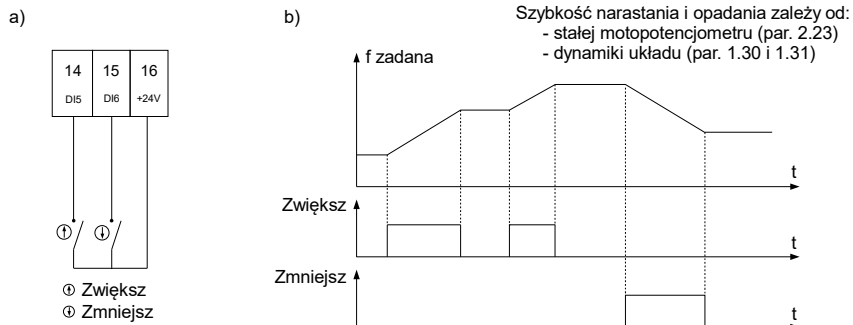 a)
14 15 16
DI5 DI6 +24V
Zwiększ
Zmniejsz
b)
Szybkość narastania i opadania zależy od:
- stałej motopotencjometru (par. 2.23)
- dynamiki układu (par. 1.30 i 1.31)
f zadana
t
Zwiększ
t
Zmniejsz
t